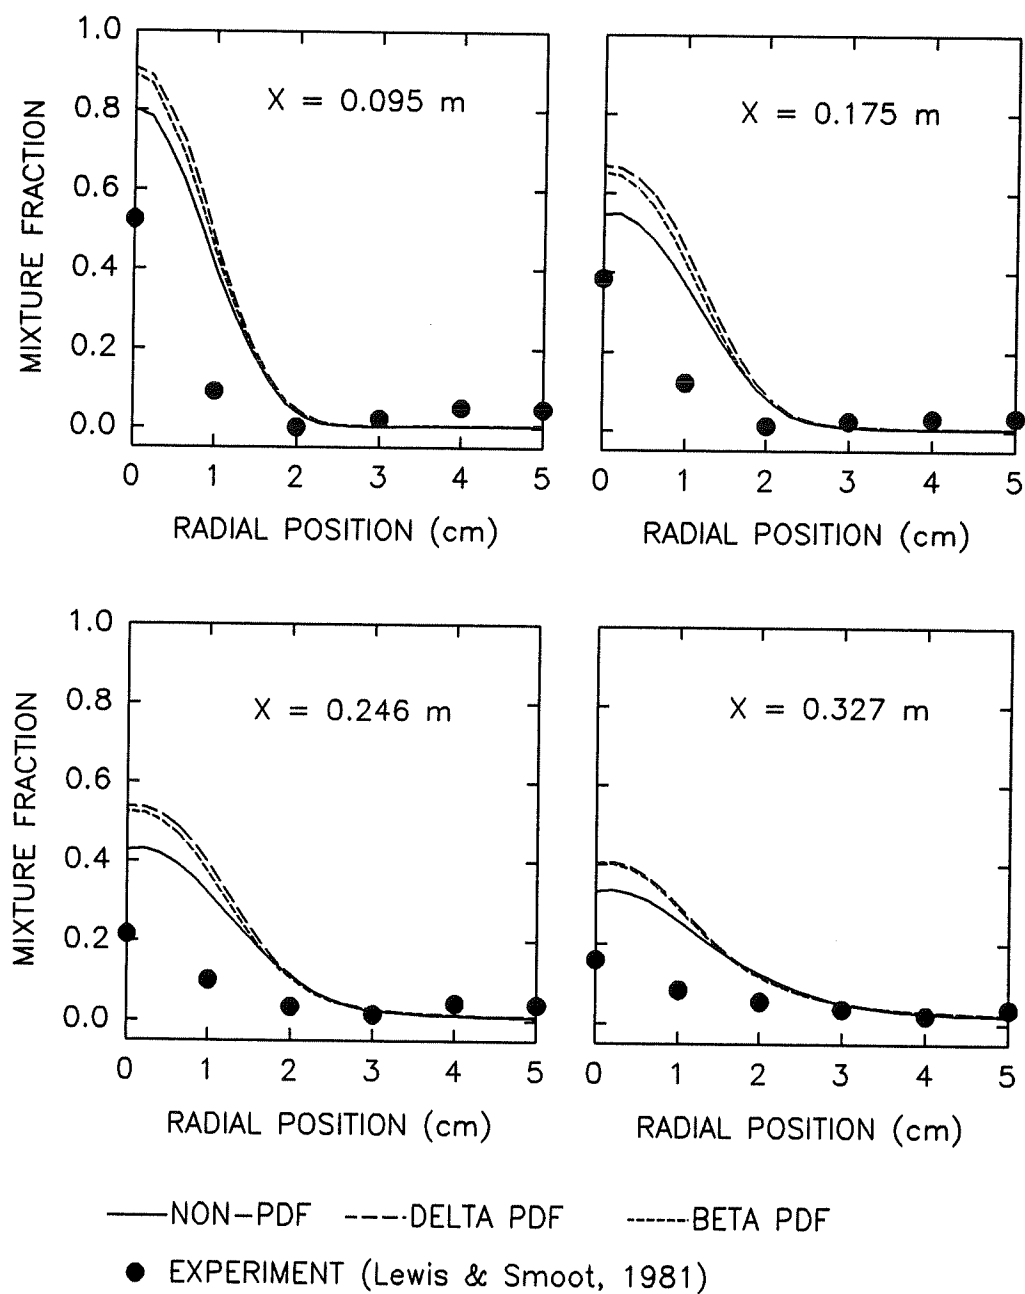 1.0
0.8
0.6
0.4
0.2
0.0
MIXTURE FRACTION
X = 0.095 m
0 1 2 3 4 5
RADIAL POSITION (cm)
X = 0.175 m
0 1 2 3 4 5
RADIAL POSITION (cm)
1.0
0.8
0.6
0.4
0.2
0.0
MIXTURE FRACTION
X = 0.246 m
0 1 2 3 4 5
RADIAL POSITION (cm)
X = 0.327 m
0 1 2 3 4 5
RADIAL POSITION (cm)
NON-PDF DELTA PDF BETA PDF
EXPERIMENT (Lewis & Smoot, 1981)